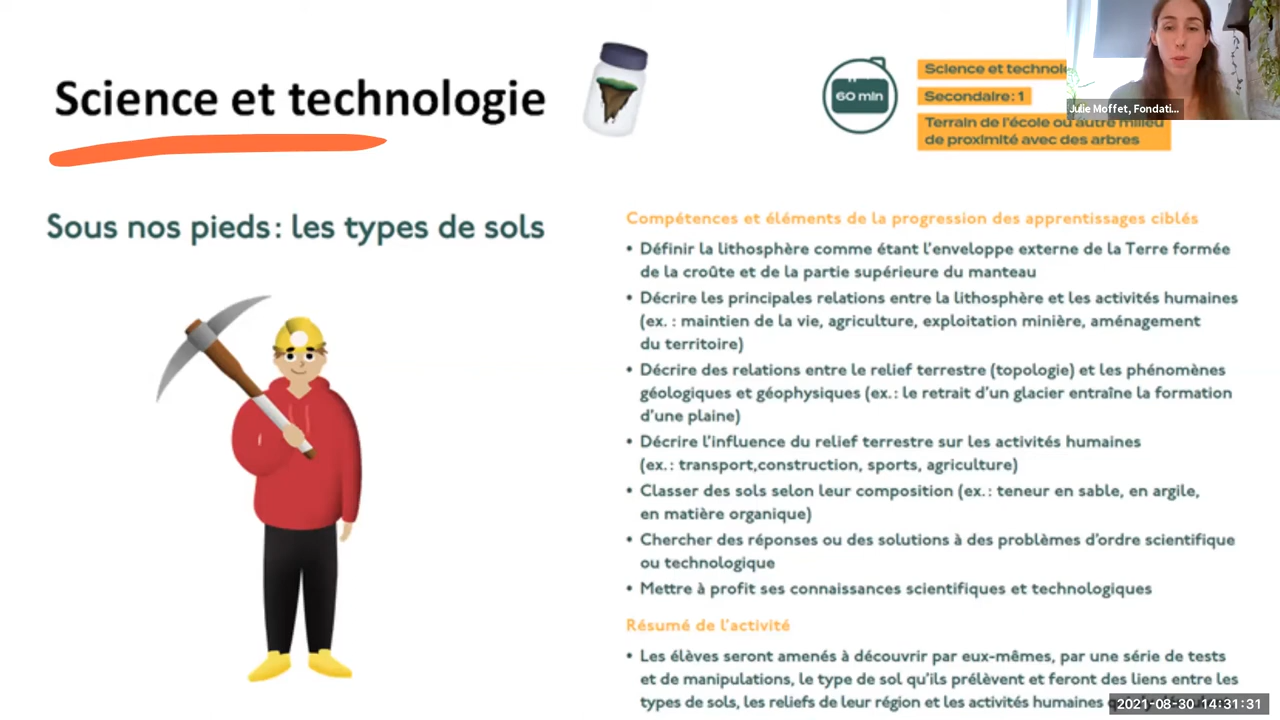 Science et technologie
60 min
Science et technolo
Secondaire : 1
Terrain de l'école ou autre milieu
de proximité avec des arbres
Julie Moffet, Fondati...
Sous nos pieds : les types de sols
Compétences et éléments de la progression des apprentissages ciblés
• Définir la lithosphère comme étant l'enveloppe externe de la Terre formée
de la croûte et de la partie supérieure du manteau
• Décrire les principales relations entre la lithosphère et les activités humaines
(ex. : maintien de la vie, agriculture, exploitation minière, aménagement
du territoire)
• Décrire des relations entre le relief terrestre (topologie) et les phénomènes
géologiques et géophysiques (ex. : le retrait d'un glacier entraîne la formation
d'une plaine)
• Décrire l'influence du relief terrestre sur les activités humaines
(ex. : transport,construction, sports, agriculture)
• Classer des sols selon leur composition (ex. : teneur en sable, en argile,
en matière organique)
• Chercher des réponses ou des solutions à des problèmes d'ordre scientifique
ou technologique
• Mettre à profit ses connaissances scientifiques et technologiques
Résumé de l'activité
• Les élèves seront amenés à découvrir par eux-mêmes, par une série de tests
et de manipulations, le type de sol qu'ils prélèvent et feront des liens entre les
types de sols, les reliefs de leur région et les activités humaines
2021-08-30 14:31:31